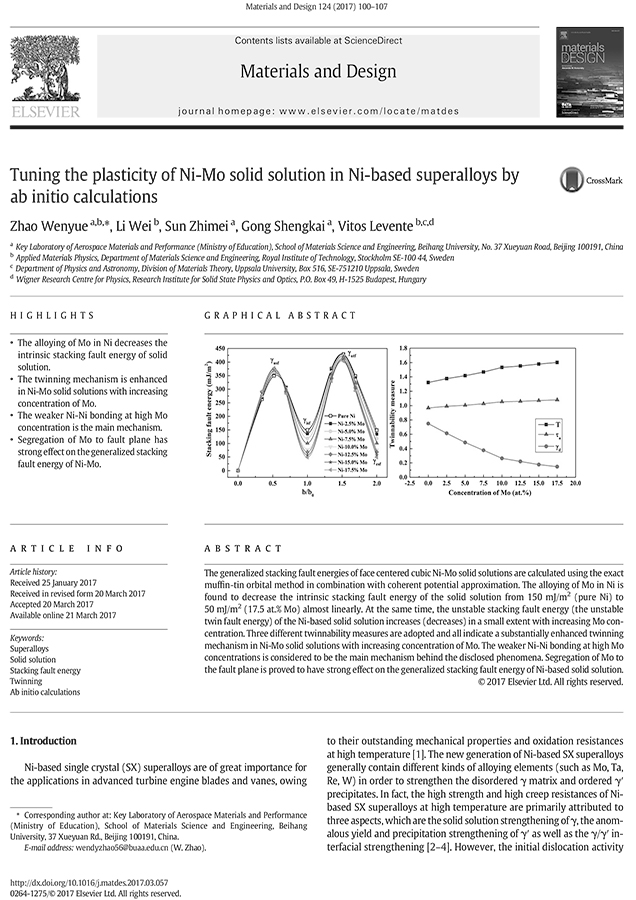 Materials and Design 124 (2017) 100–107
Contents lists available at ScienceDirect
Materials and Design
journal homepage: www.elsevier.com/locate/matdes
ELSEVIER
materials
& DESIGN
Tuning the plasticity of Ni-Mo solid solution in Ni-based superalloys by
ab initio calculations
CrossMark
Zhao Wenyue a,b,*, Li Wei b, Sun Zhimei a, Gong Shengkai a, Vitos Levente b,c,d
a Key Laboratory of Aerospace Materials and Performance (Ministry of Education), School of Materials Science and Engineering, Beihang University, No. 37 Xueyuan Road, Beijing 100191, China
b Applied Materials Physics, Department of Materials Science and Engineering, Royal Institute of Technology, Stockholm SE-100 44, Sweden
c Department of Physics and Astronomy, Division of Materials Theory, Uppsala University, Box 516, SE-751210 Uppsala, Sweden
d Wigner Research Centre for Physics, Research Institute for Solid State Physics and Optics, P.O. Box 49, H-1525 Budapest, Hungary
HIGHLIGHTS
• The alloying of Mo in Ni decreases the
intrinsic stacking fault energy of solid
solution.
• The twinning mechanism is enhanced
in Ni-Mo solid solutions with increasing
concentration of Mo.
• The weaker Ni-Ni bonding at high Mo
concentration is the main mechanism.
• Segregation of Mo to fault plane has
strong effect on the generalized stacking
fault energy of Ni-Mo.
GRAPHICAL ABSTRACT
Stacking fault energy (mJ/m²)
450
400
350
300
250
200
150
100
50
0
0.0 0.5 1.0 1.5 2.0
b/bₚ
Pure Ni
Ni-2.5% Mo
Ni-5.0% Mo
Ni-7.5% Mo
Ni-10.0% Mo
Ni-12.5% Mo
Ni-15.0% Mo
Ni-17.5% Mo
Twinnability measure
1.8
1.6
1.4
1.2
1.0
0.8
0.6
0.4
0.2
0.0
-2.5 0.0 2.5 5.0 7.5 10.0 12.5 15.0 17.5 20.0
Concentration of Mo (at.%)
T
ARTICLE INFO
Article history:
Received 25 January 2017
Received in revised form 20 March 2017
Accepted 20 March 2017
Available online 21 March 2017
Keywords:
Superalloys
Solid solution
Stacking fault energy
Twinning
Ab initio calculations
ABSTRACT
The generalized stacking fault energies of face centered cubic Ni-Mo solid solutions are calculated using the exact
muffin-tin orbital method in combination with coherent potential approximation. The alloying of Mo in Ni is
found to decrease the intrinsic stacking fault energy of the solid solution from 150 mJ/m² (pure Ni) to
50 mJ/m² (17.5 at.% Mo) almost linearly. At the same time, the unstable stacking fault energy (the unstable
twin fault energy) of the Ni-based solid solution increases (decreases) in a small extent with increasing Mo con-
centration. Three different twinnability measures are adopted and all indicate a substantially enhanced twinning
mechanism in Ni-Mo solid solutions with increasing concentration of Mo. The weaker Ni-Ni bonding at high Mo
concentrations is considered to be the main mechanism behind the disclosed phenomena. Segregation of Mo to
the fault plane is proved to have strong effect on the generalized stacking fault energy of Ni-based solid solution.
© 2017 Elsevier Ltd. All rights reserved.
1. Introduction
Ni-based single crystal (SX) superalloys are of great importance for
the applications in advanced turbine engine blades and vanes, owing
* Corresponding author at: Key Laboratory of Aerospace Materials and Performance
(Ministry of Education), School of Materials Science and Engineering, Beihang
University, 37 Xueyuan Rd., Beijing 100191, China.
E-mail address: wendyzhao56@buaa.edu.cn (W. Zhao).
to their outstanding mechanical properties and oxidation resistances
at high temperature [1]. The new generation of Ni-based SX superalloys
generally contain different kinds of alloying elements (such as Mo, Ta,
Re, W) in order to strengthen the disordered γ matrix and ordered γ′
precipitates. In fact, the high strength and high creep resistances of Ni-
based SX superalloys at high temperature are primarily attributed to
three aspects, which are the solid solution strengthening of γ, the anom-
alous yield and precipitation strengthening of γ′ as well as the γ/γ′ in-
terfacial strengthening [2–4]. However, the initial dislocation activity
http://dx.doi.org/10.1016/j.matdes.2017.03.057
0264-1275/© 2017 Elsevier Ltd. All rights reserved.